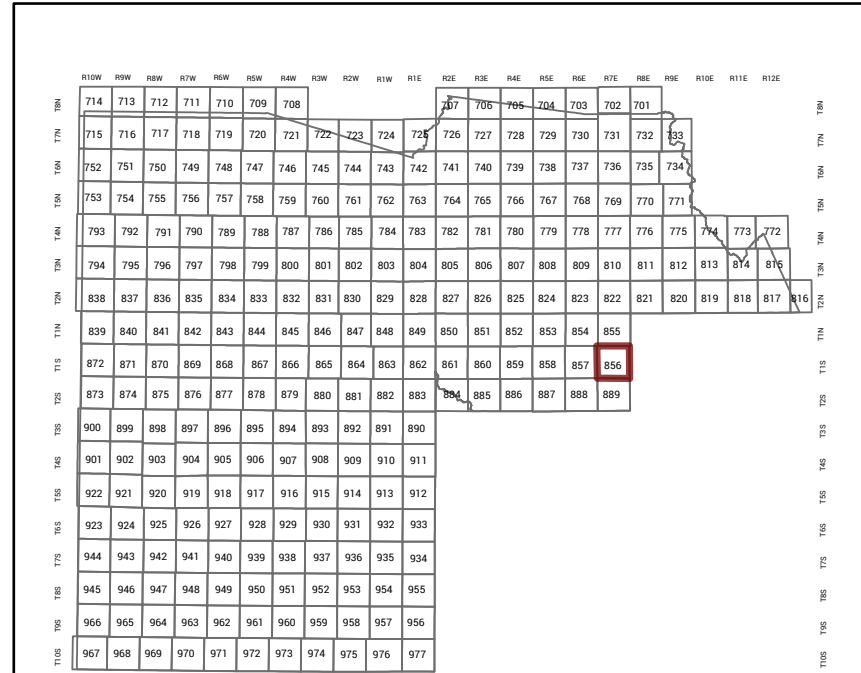 R10W R9W R8W R7W R6W R5W R4W R3W R2W R1W R1E R2E R3E R4E R5E R6E R7E R8E R9E R10E R11E R12E
T8N 714 713 712 711 710 709 708 707 706 705 704 703 702 701 T8N
T7N 715 716 717 718 719 720 721 722 723 724 725 726 727 728 729 730 731 732 733 T7N
T6N 752 751 750 749 748 747 746 745 744 743 742 741 740 739 738 737 736 735 734 T6N
T5N 753 754 755 756 757 758 759 760 761 762 763 764 765 766 767 768 769 770 771 T5N
T4N 793 792 791 790 789 788 787 786 785 784 783 782 781 780 779 778 777 776 775 774 773 772 T4N
T3N 794 795 796 797 798 799 800 801 802 803 804 805 806 807 808 809 810 811 812 813 814 815 T3N
T2N 838 837 836 835 834 833 832 831 830 829 828 827 826 825 824 823 822 821 820 819 818 817 816 T2N
T1N 839 840 841 842 843 844 845 846 847 848 849 850 851 852 853 854 855 T1N
T1S 872 871 870 869 868 867 866 865 864 863 862 861 860 859 858 857 856 T1S
T2S 873 874 875 876 877 878 879 880 881 882 883 884 885 886 887 888 889 T2S
T3S 900 899 898 897 896 895 894 893 892 891 890 T3S
T4S 901 902 903 904 905 906 907 908 909 910 911 T4S
T5S 922 921 920 919 918 917 916 915 914 913 912 T5S
T6S 923 924 925 926 927 928 929 930 931 932 933 T6S
T7S 944 943 942 941 940 939 938 937 936 935 934 T7S
T8S 945 946 947 948 949 950 951 952 953 954 955 T8S
T9S 966 965 964 963 962 961 960 959 958 957 956 T9S
T10S 967 968 969 970 971 972 973 974 975 976 977 T10S